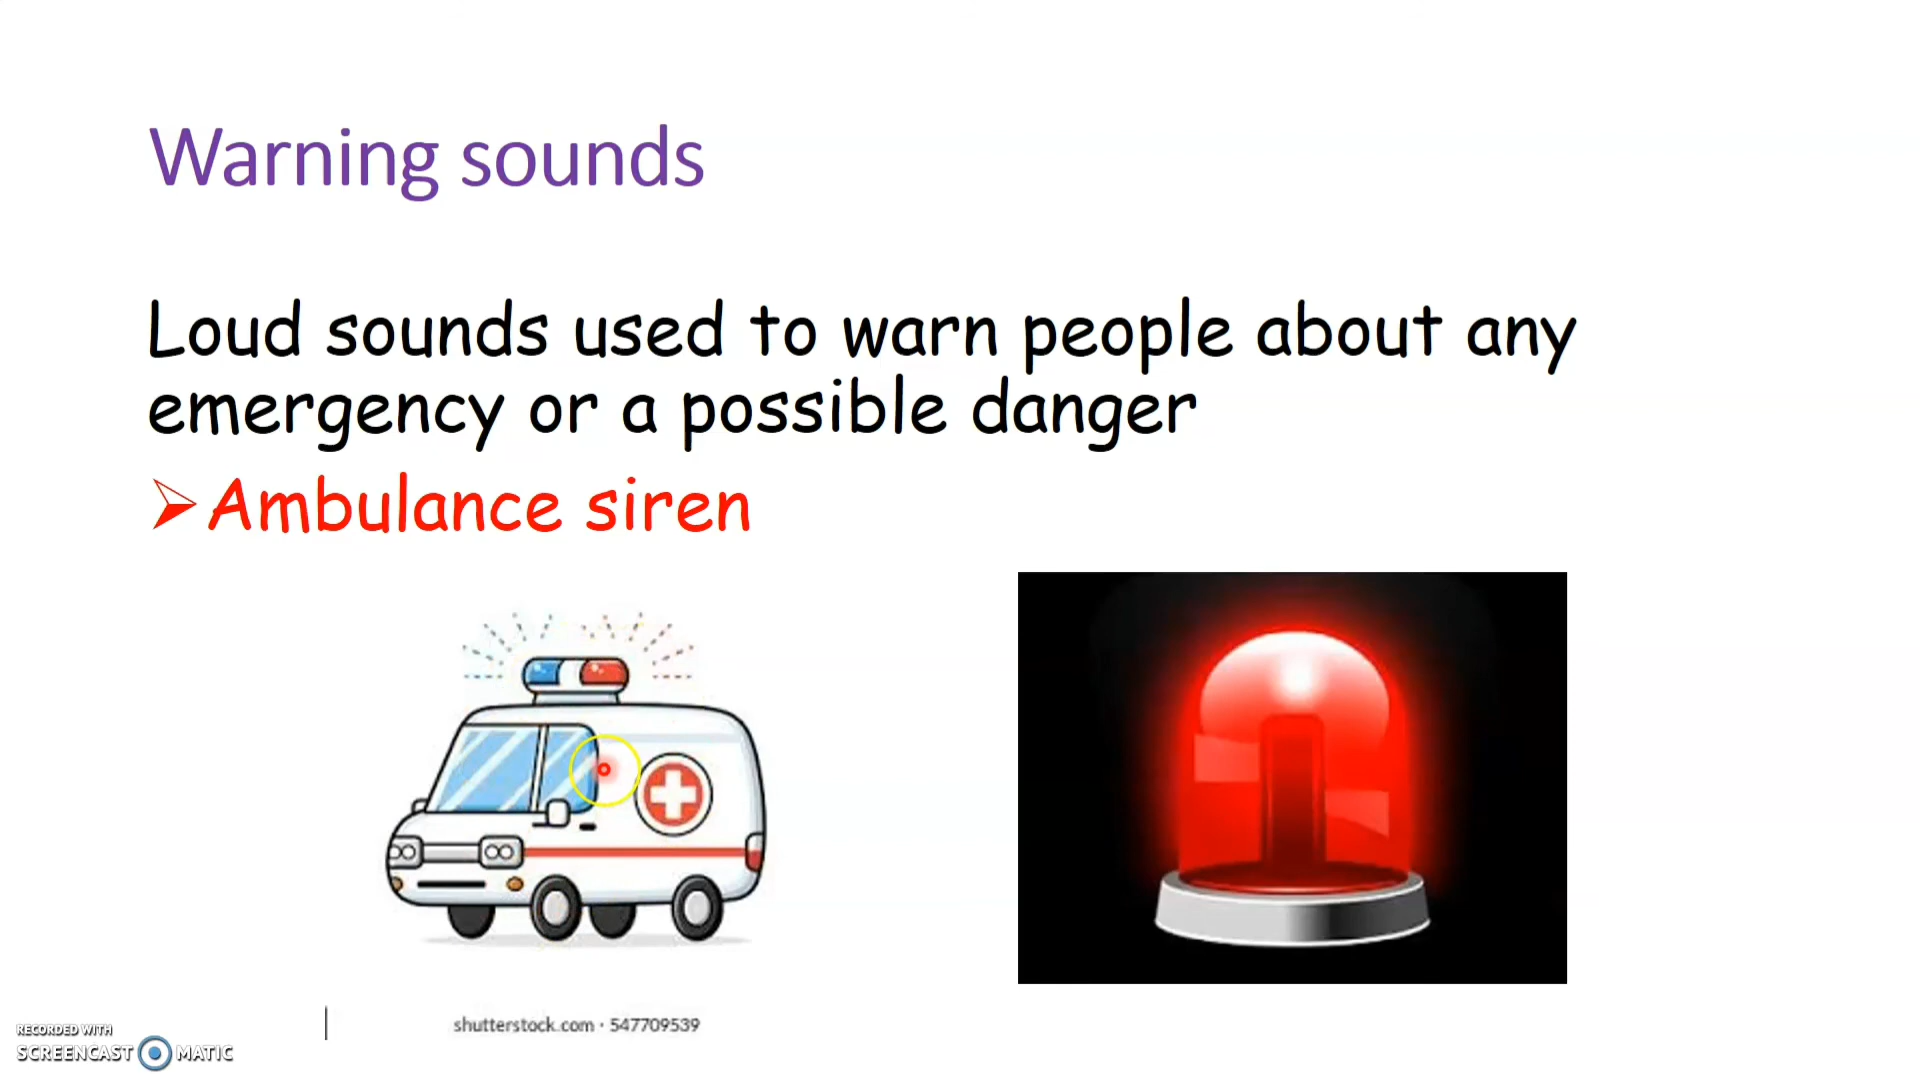 Warning sounds
Loud sounds used to warn people about any
emergency or a possible danger
Ambulance siren
shutterstock.com · 547709539
RECORDED WITH
SCREENCAST MATIC